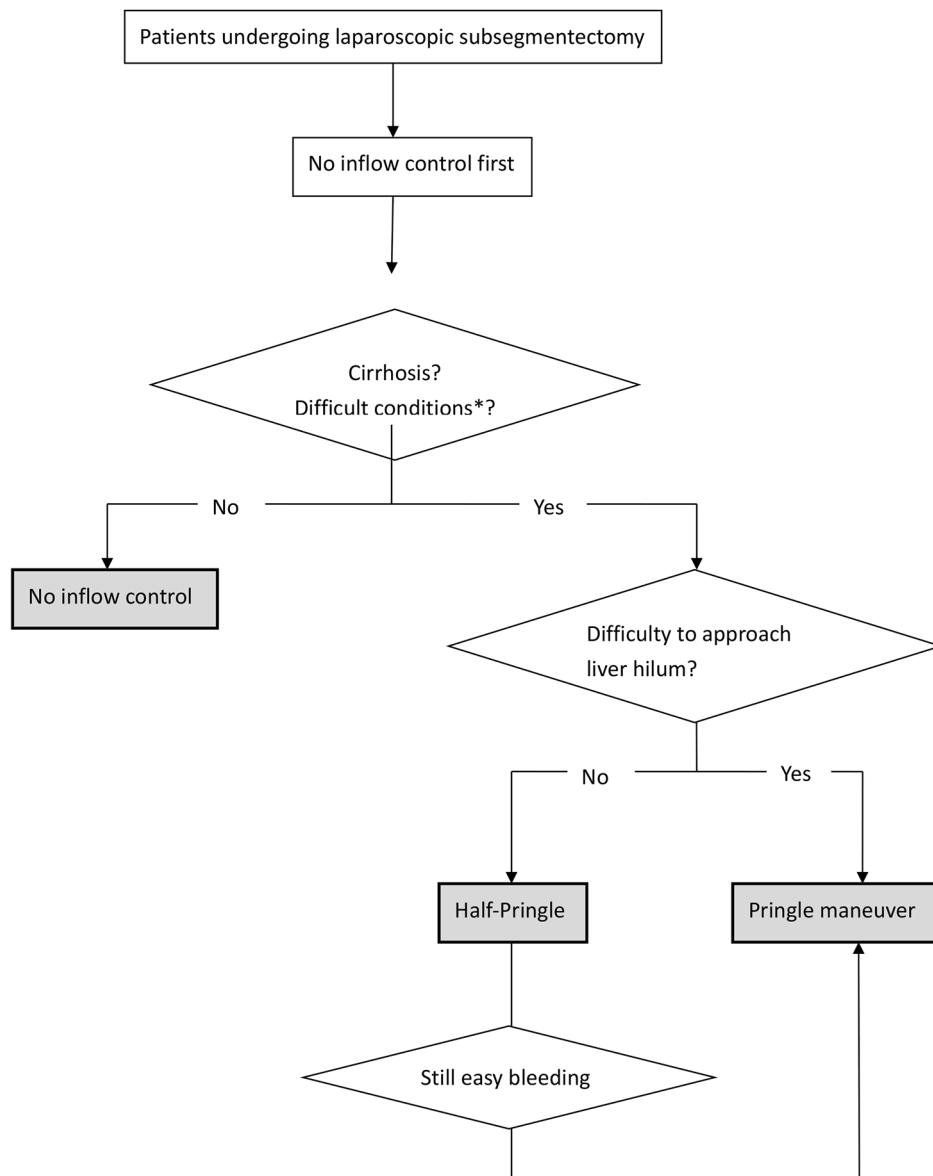 Patients undergoing laparoscopic subsegmentectomy
No inflow control first
Cirrhosis?
Difficult conditions*?
No
Yes
No inflow control
Difficulty to approach
liver hilum?
No
Yes
Half-Pringle
Pringle maneuver
Still easy bleeding